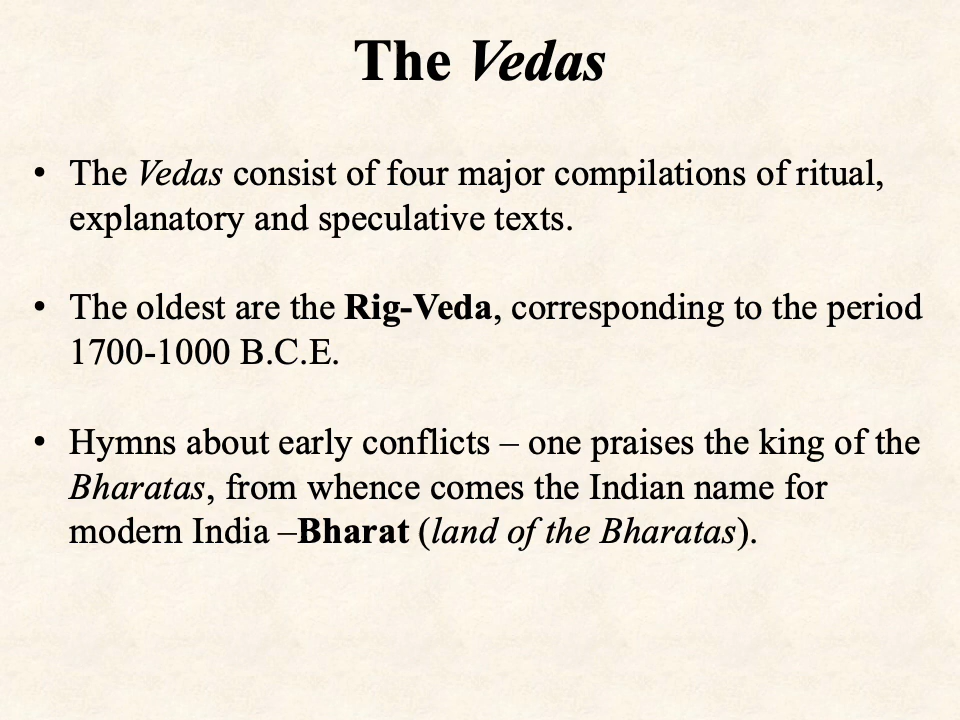 The Vedas
• The Vedas consist of four major compilations of ritual,
explanatory and speculative texts.
• The oldest are the Rig-Veda, corresponding to the period
1700-1000 B.C.E.
• Hymns about early conflicts – one praises the king of the
Bharatas, from whence comes the Indian name for
modern India –Bharat (land of the Bharatas).